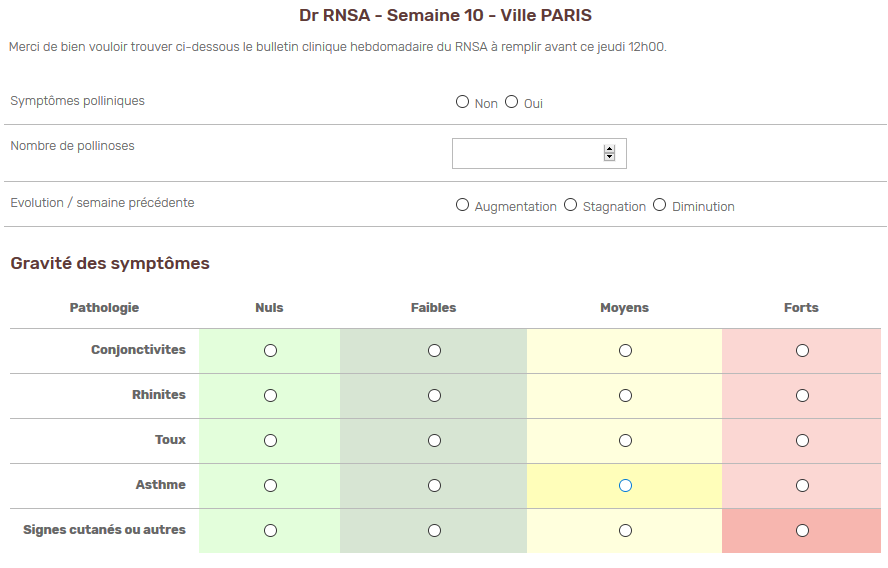 Dr RNSA - Semaine 10 - Ville PARIS
Merci de bien vouloir trouver ci-dessous le bulletin clinique hebdomadaire du RNSA à remplir avant ce jeudi 12h00.
Symptômes polliniques Non Oui
Nombre de pollinoses
Evolution / semaine précédente Augmentation Stagnation Diminution
Gravité des symptômes
Pathologie Nuls Faibles Moyens Forts
Conjonctivites
Rhinites
Toux
Asthme
Signes cutanés ou autres